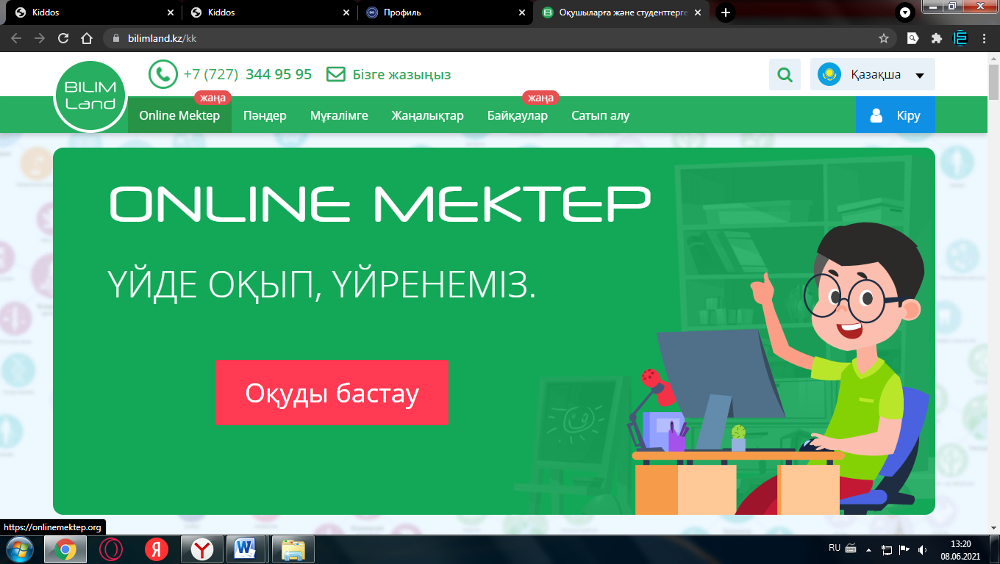 Kiddos
Kiddos
Профиль
Оқушыларға және студенттерге
bilimland.kz/kk
BILIM
Land
+7 (727) 344 95 95
Бізге жазыңыз
Қазақша
жаңа
жаңа
Online Mektep
Пәндер
Мұғалімге
Жаңалықтар
Байқаулар
Сатып алу
Кіру
ONLINE MEKTEP
ҮЙДЕ ОҚЫП, ҮЙРЕНЕМІЗ.
Оқуды бастау
https://onlinemektep.org
RU
13:20
08.06.2021